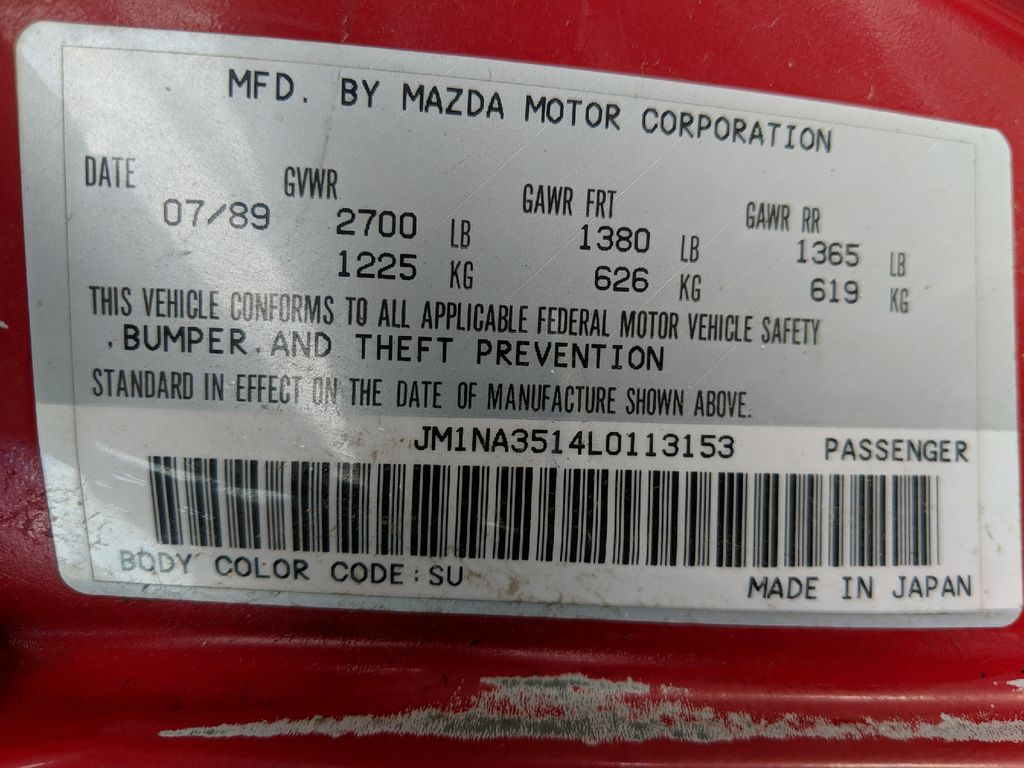 MFD. BY MAZDA MOTOR CORPORATION
DATE GVWR GAWR FRT GAWR RR
07/89 2700 LB 1380 LB 1365 LB
1225 KG 626 KG 619 KG
THIS VEHICLE CONFORMS TO ALL APPLICABLE FEDERAL MOTOR VEHICLE SAFETY
,BUMPER,AND THEFT PREVENTION
STANDARD IN EFFECT ON THE DATE OF MANUFACTURE SHOWN ABOVE.
JM1NA3514L0113153 PASSENGER
BODY COLOR CODE:SU MADE IN JAPAN